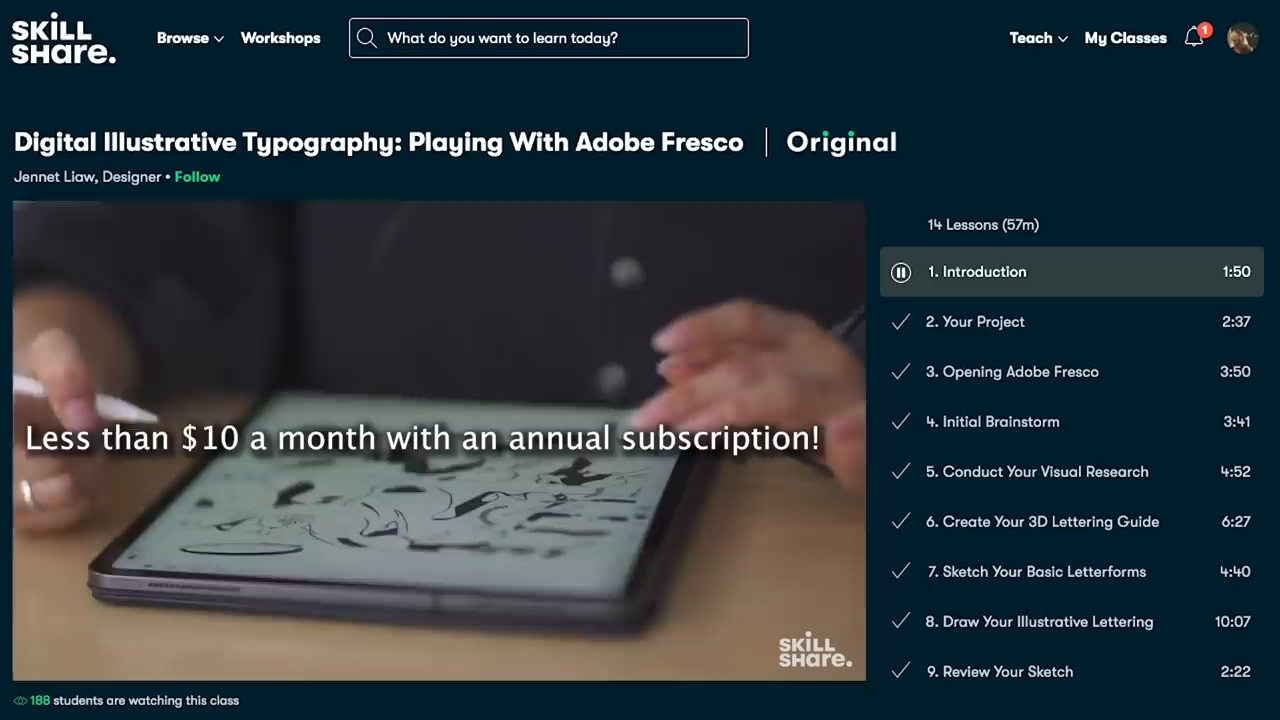 SKILL
SHare.
Browse
Workshops
What do you want to learn today?
Teach
My Classes
1
Digital Illustrative Typography: Playing With Adobe Fresco | Original
Jennet Liaw, Designer • Follow
14 Lessons (57m)
1. Introduction 1:50
2. Your Project 2:37
3. Opening Adobe Fresco 3:50
4. Initial Brainstorm 3:41
Less than $10 a month with an annual subscription!
5. Conduct Your Visual Research 4:52
6. Create Your 3D Lettering Guide 6:27
7. Sketch Your Basic Letterforms 4:40
8. Draw Your Illustrative Lettering 10:07
9. Review Your Sketch 2:22
SKILL
SHare.
188 students are watching this class